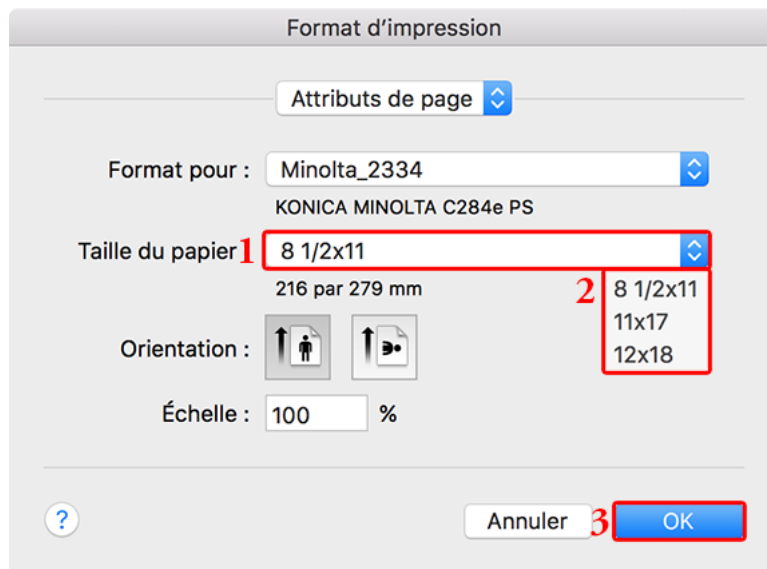 Format d'impression
Attributs de page
Format pour : Minolta_2334
KONICA MINOLTA C284e PS
Taille du papier 1 8 1/2x11
216 par 279 mm
2 8 1/2x11
11x17
12x18
Orientation :
Échelle : 100 %
? Annuler 3 OK